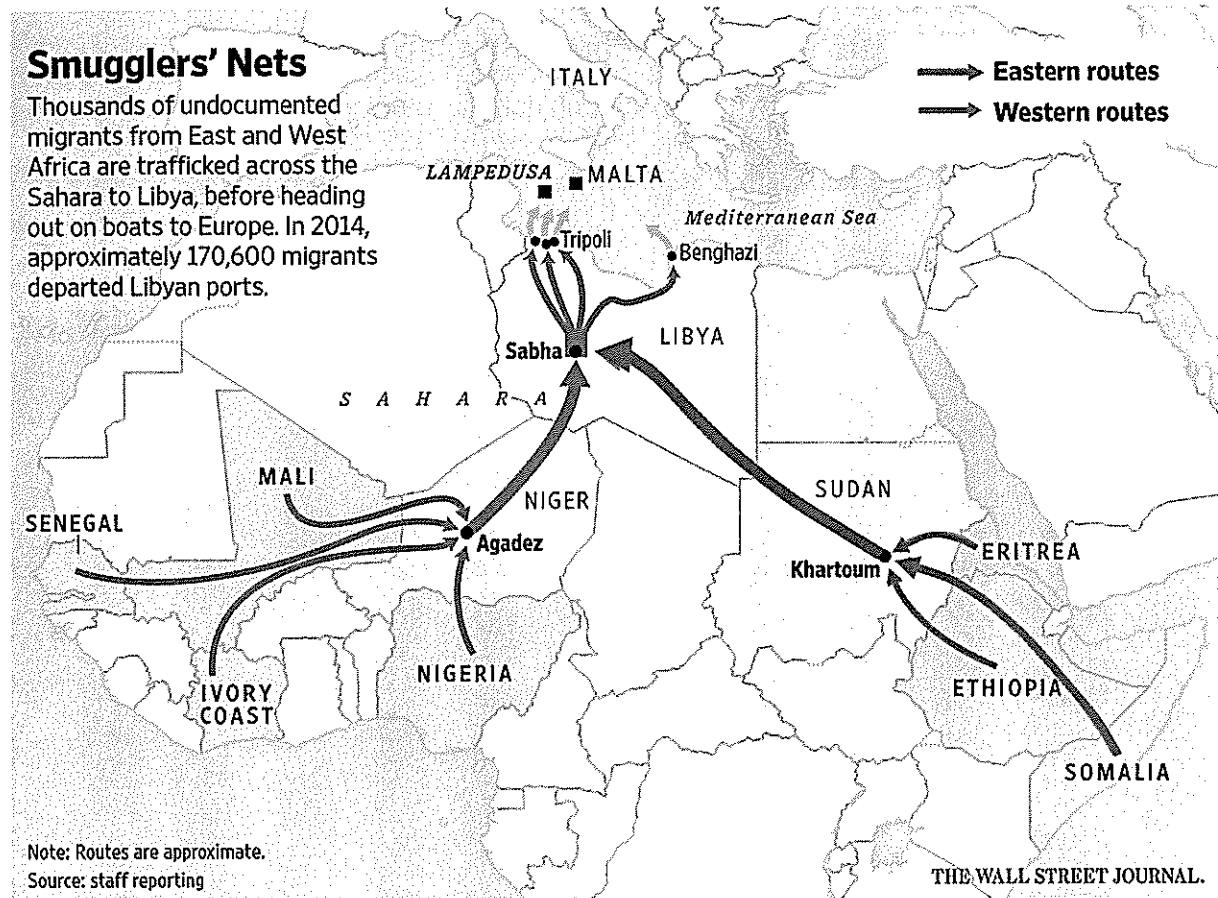 Smugglers' Nets
Thousands of undocumented
migrants from East and West
Africa are trafficked across the
Sahara to Libya, before heading
out on boats to Europe. In 2014,
approximately 170,600 migrants
departed Libyan ports.
Eastern routes
Western routes
ITALY
LAMPEDUSA
MALTA
Mediterranean Sea
Tripoli
Benghazi
LIBYA
Sabha
SAHARA
MALI
NIGER
SUDAN
SENEGAL
Agadez
ERITREA
Khartoum
NIGERIA
ETHIOPIA
IVORY
COAST
SOMALIA
Note: Routes are approximate.
Source: staff reporting
THE WALL STREET JOURNAL.